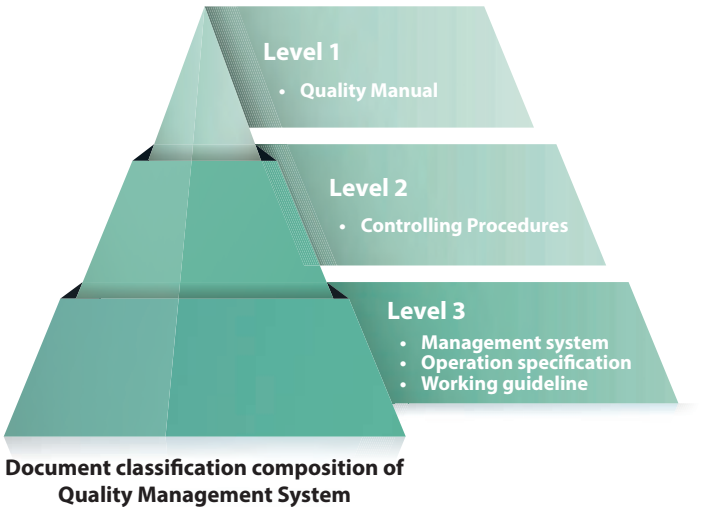 Level 1
• Quality Manual
Level 2
• Controlling Procedures
Level 3
• Management system
• Operation specification
• Working guideline
Document classification composition of
Quality Management System